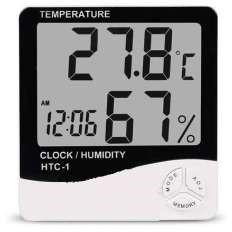 TEMPERATURE
27.8°C
AM
12:06 67%
CLOCK / HUMIDITY
HTC-1
MODE ADJ
MEMORY